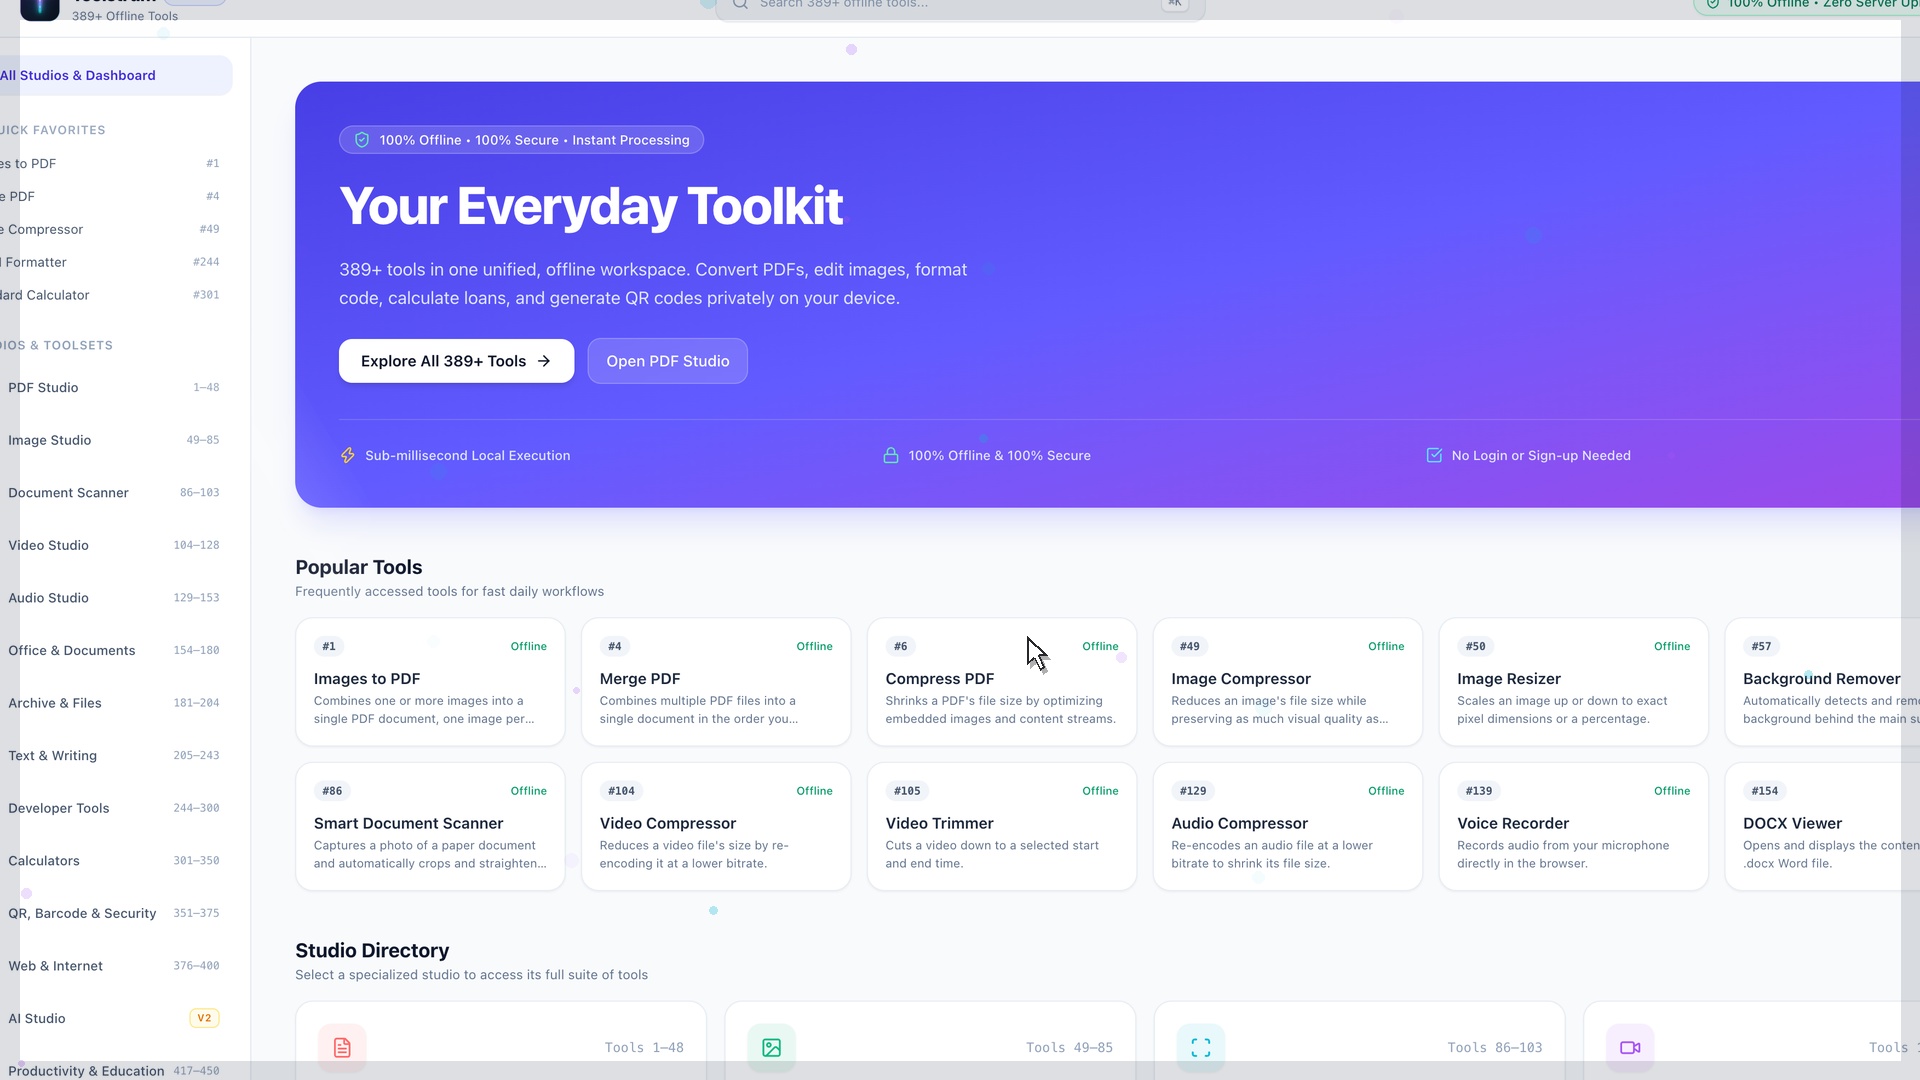 389+ Offline Tools
Search 389+ offline tools...
⌘K
100% Offline • Zero Server
All Studios & Dashboard
FAVORITES
to PDF #1
PDF #4
Compressor #49
Formatter #244
Calculator #301
& TOOLSETS
PDF Studio 1–48
Image Studio 49–85
Document Scanner 86–103
Video Studio 104–128
Audio Studio 129–153
Office & Documents 154–180
Archive & Files 181–204
Text & Writing 205–243
Developer Tools 244–300
Calculators 301–350
QR, Barcode & Security 351–375
Web & Internet 376–400
AI Studio V2
Productivity & Education 417–450
100% Offline • 100% Secure • Instant Processing
Your Everyday Toolkit
389+ tools in one unified, offline workspace. Convert PDFs, edit images, format
code, calculate loans, and generate QR codes privately on your device.
Explore All 389+ Tools →
Open PDF Studio
Sub-millisecond Local Execution
100% Offline & 100% Secure
No Login or Sign-up Needed
Popular Tools
Frequently accessed tools for fast daily workflows
#1 Offline
Images to PDF
Combines one or more images into a
single PDF document, one image per...
#4 Offline
Merge PDF
Combines multiple PDF files into a
single document in the order you...
#6 Offline
Compress PDF
Shrinks a PDF's file size by optimizing
embedded images and content streams.
#49 Offline
Image Compressor
Reduces an image's file size while
preserving as much visual quality as...
#50 Offline
Image Resizer
Scales an image up or down to exact
pixel dimensions or a percentage.
#57
Background Remover
Automatically detects and
background behind the main
#86 Offline
Smart Document Scanner
Captures a photo of a paper document
and automatically crops and straighten...
#104 Offline
Video Compressor
Reduces a video file's size by re-
encoding it at a lower bitrate.
#105 Offline
Video Trimmer
Cuts a video down to a selected start
and end time.
#129 Offline
Audio Compressor
Re-encodes an audio file at a lower
bitrate to shrink its file size.
#139 Offline
Voice Recorder
Records audio from your microphone
directly in the browser.
#154
DOCX Viewer
Opens and displays the
.docx Word file.
Studio Directory
Select a specialized studio to access its full suite of tools
Tools 1–48
Tools 49–85
Tools 86–103
Tools